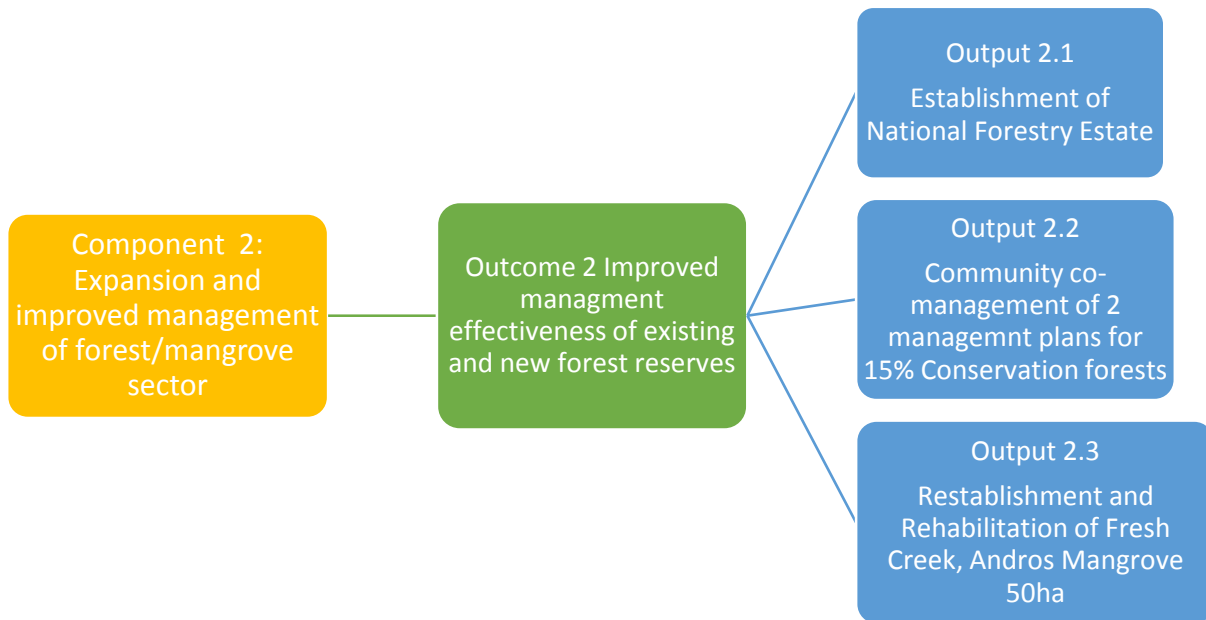 Component 2:
Expansion and
improved management
of forest/mangrove
sector
Outcome 2 Improved
managment
effectiveness of existing
and new forest reserves
Output 2.1
Establishment of
National Forestry Estate
Output 2.2
Community co-
management of 2
managemnt plans for
15% Conservation forests
Output 2.3
Restablishment and
Rehabilitation of Fresh
Creek, Andros Mangrove
50ha